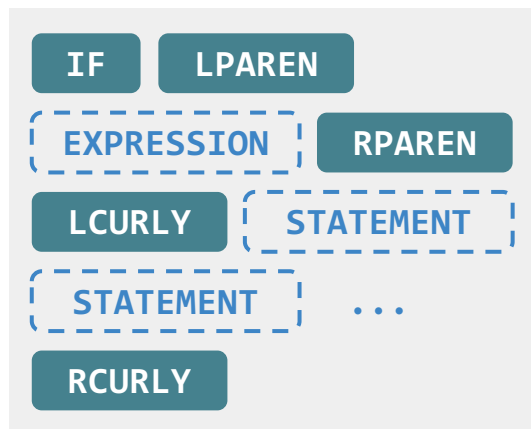 IF LPAREN
EXPRESSION RPAREN
LCURLY STATEMENT
STATEMENT ...
RCURLY